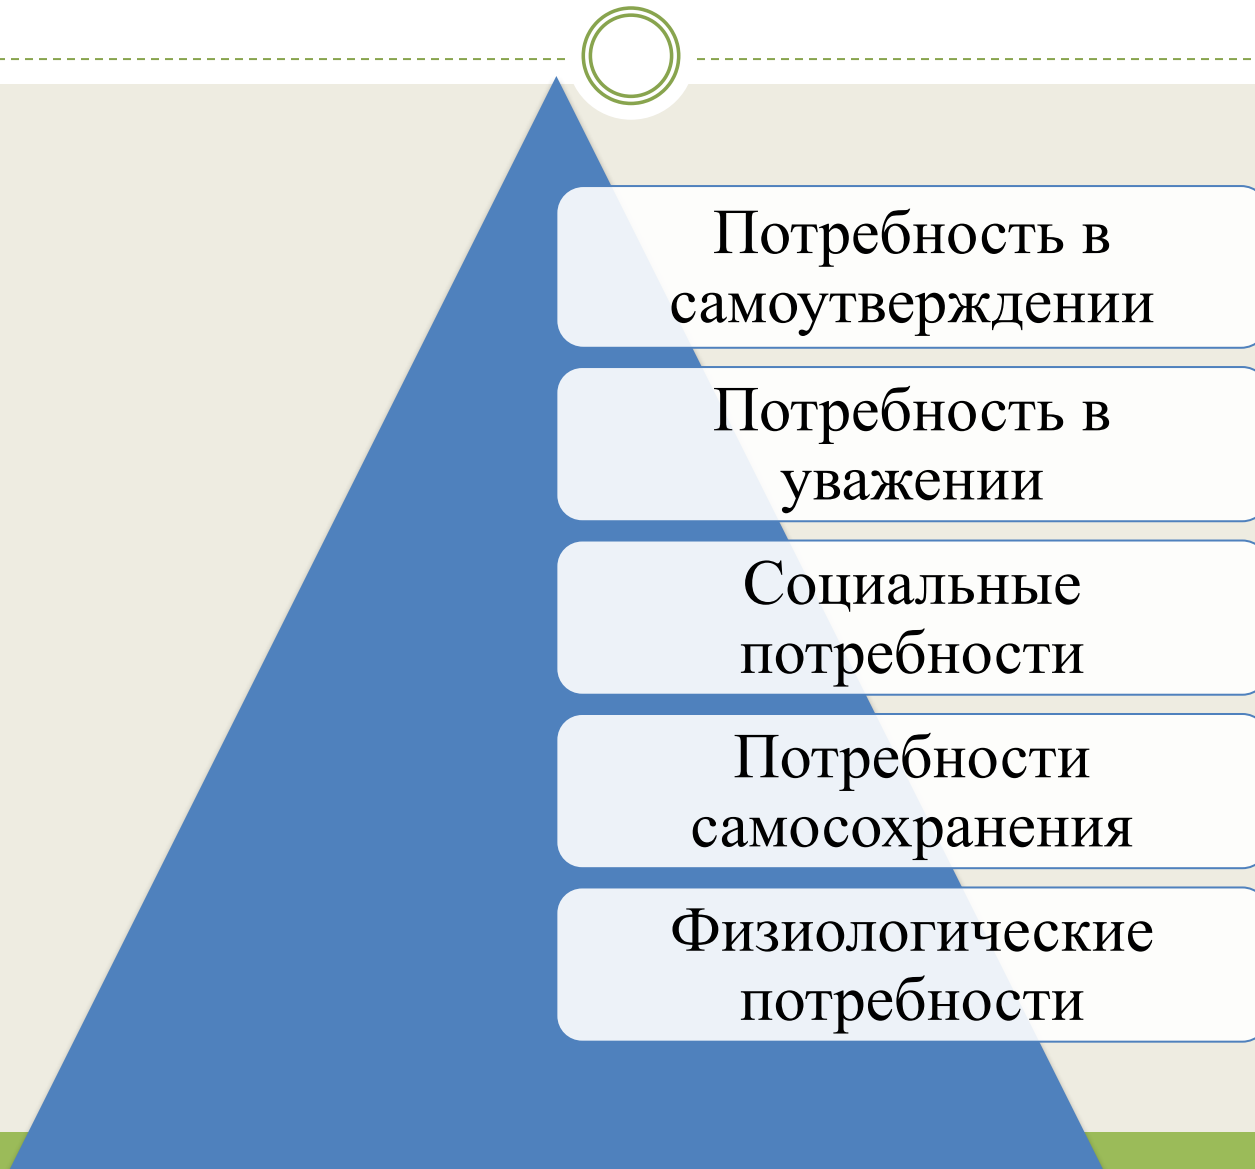 Потребность в
самоутверждении
Потребность в
уважении
Социальные
потребности
Потребности
самосохранения
Физиологические
потребности